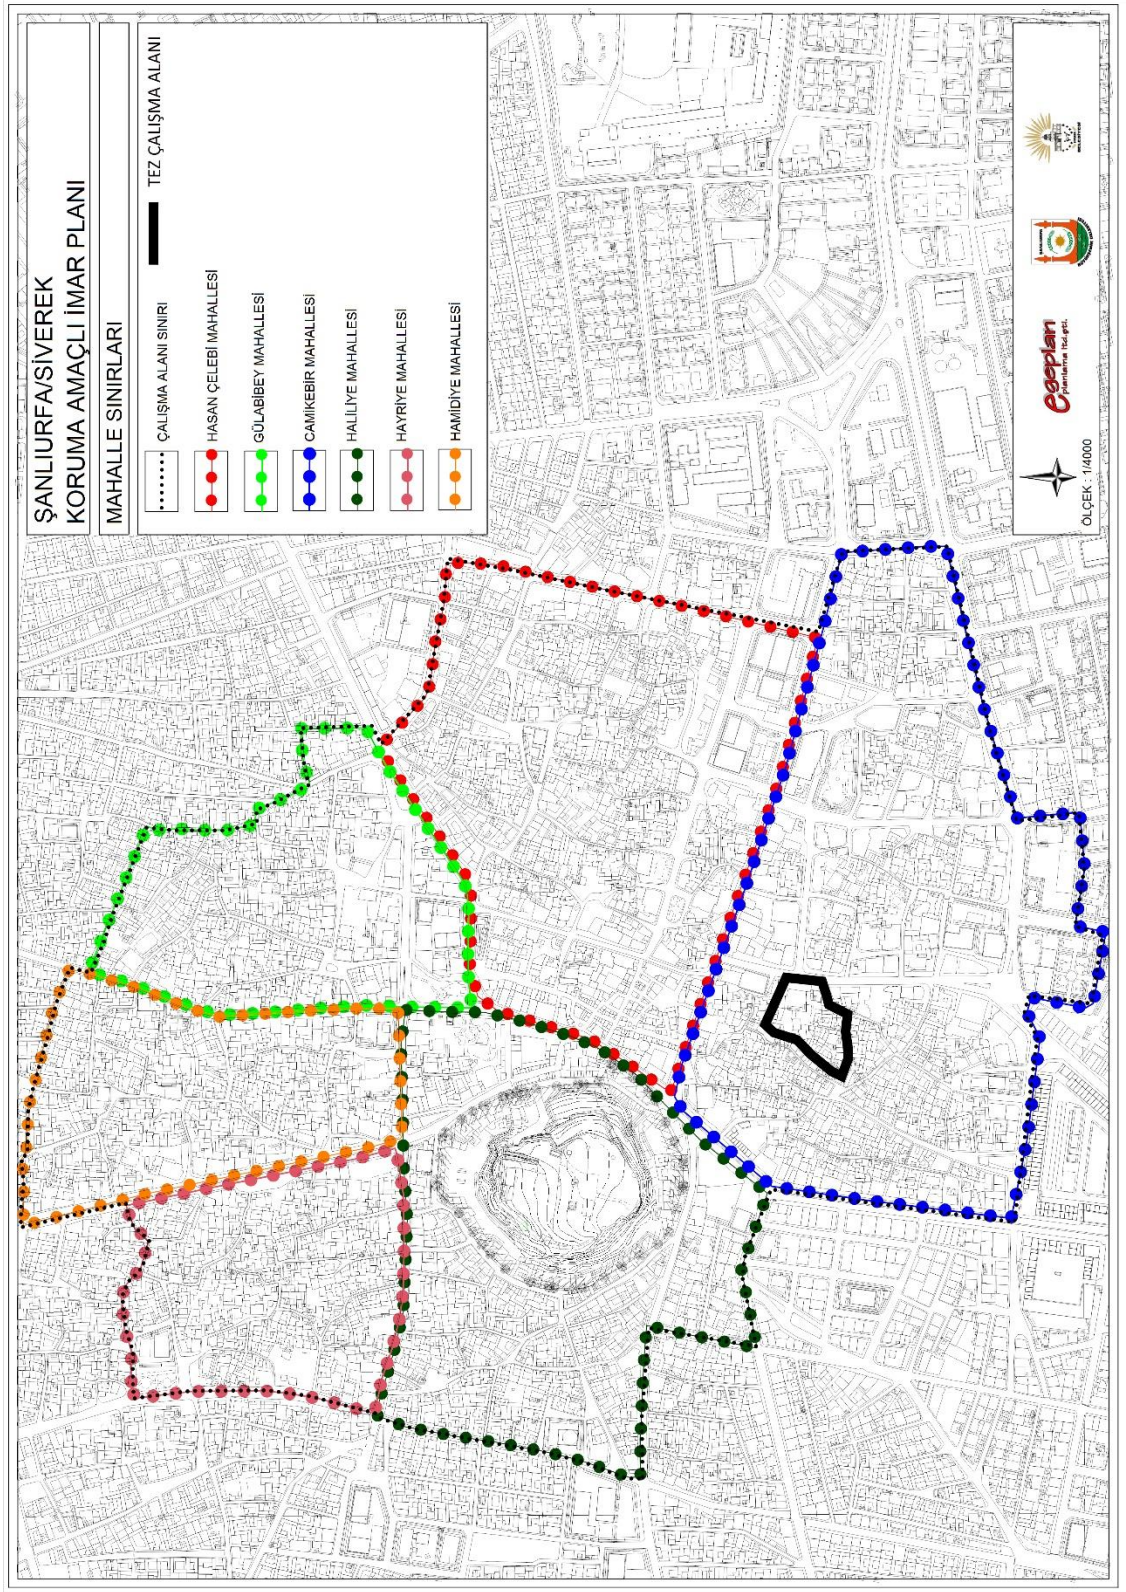 ŞANLIURFA/SİVEREK
KORUMA AMAÇLI İMAR PLANI
MAHALLE SINIRLARI
ÇALIŞMA ALANI SINIRI
TEZ ÇALIŞMA ALANI
HASAN ÇELEBİ MAHALLESİ
GÜLABİBEY MAHALLESİ
CAMİKEBİR MAHALLESİ
HALİLİYE MAHALLESİ
HAYRİYE MAHALLESİ
HAMİDİYE MAHALLESİ
ÖLÇEK 1/4000
egeplan
planlama ltd.şti.